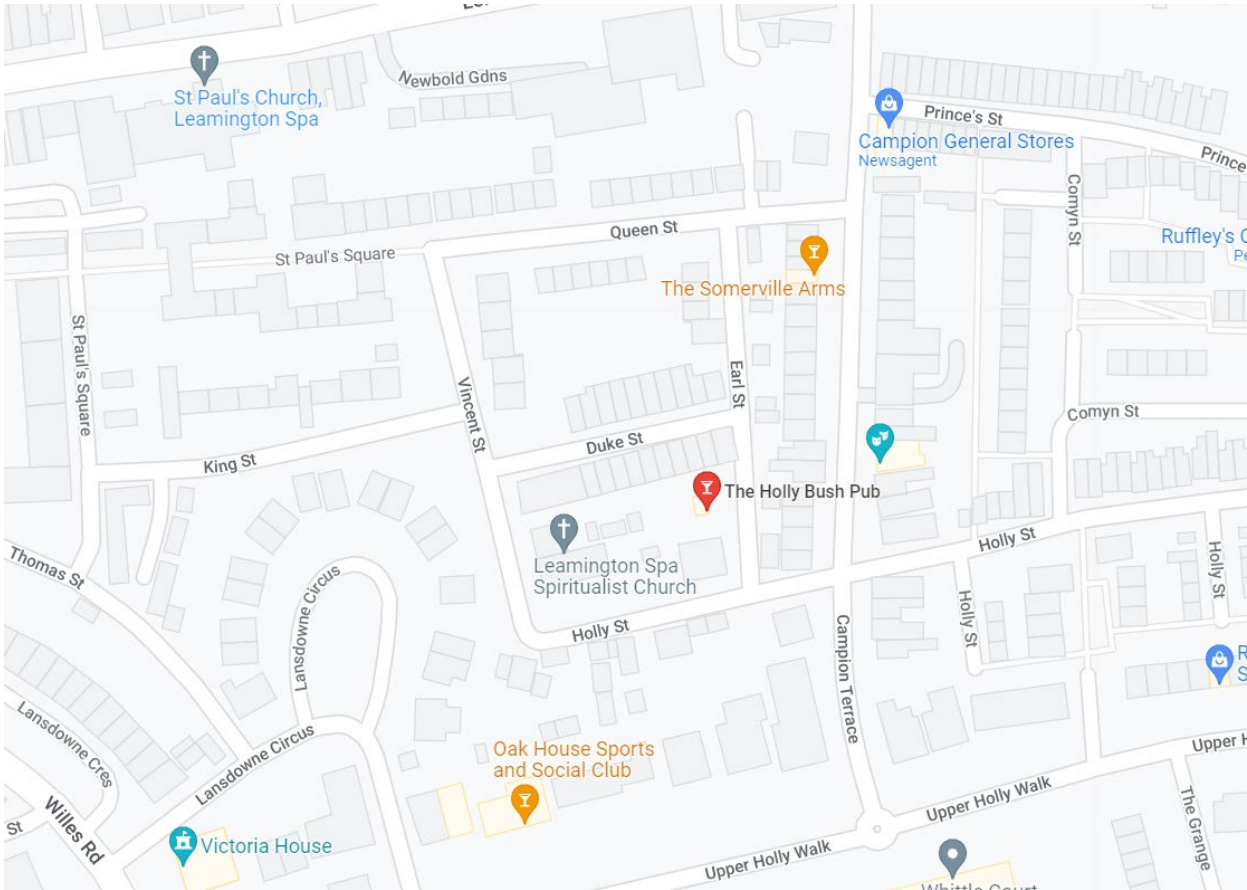 Newbold Gdns
St Paul's Church,
Leamington Spa
Prince's St
Campion General Stores
Newsagent
Comyn St
Queen St
St Paul's Square
Ruffley's
The Somerville Arms
St Paul's Square
Vincent St
Earl St
Comyn St
Duke St
King St
The Holly Bush Pub
Holly St
Holly St
Thomas St
Leamington Spa
Spiritualist Church
Lansdowne Circus
Holly St
Holly St
Campion Terrace
Lansdowne Cres
Lansdowne Circus
Oak House Sports
and Social Club
Upper H
Upper Holly Walk
The Grange
Willes Rd
St
Victoria House
Upper Holly Walk
Whittle Court